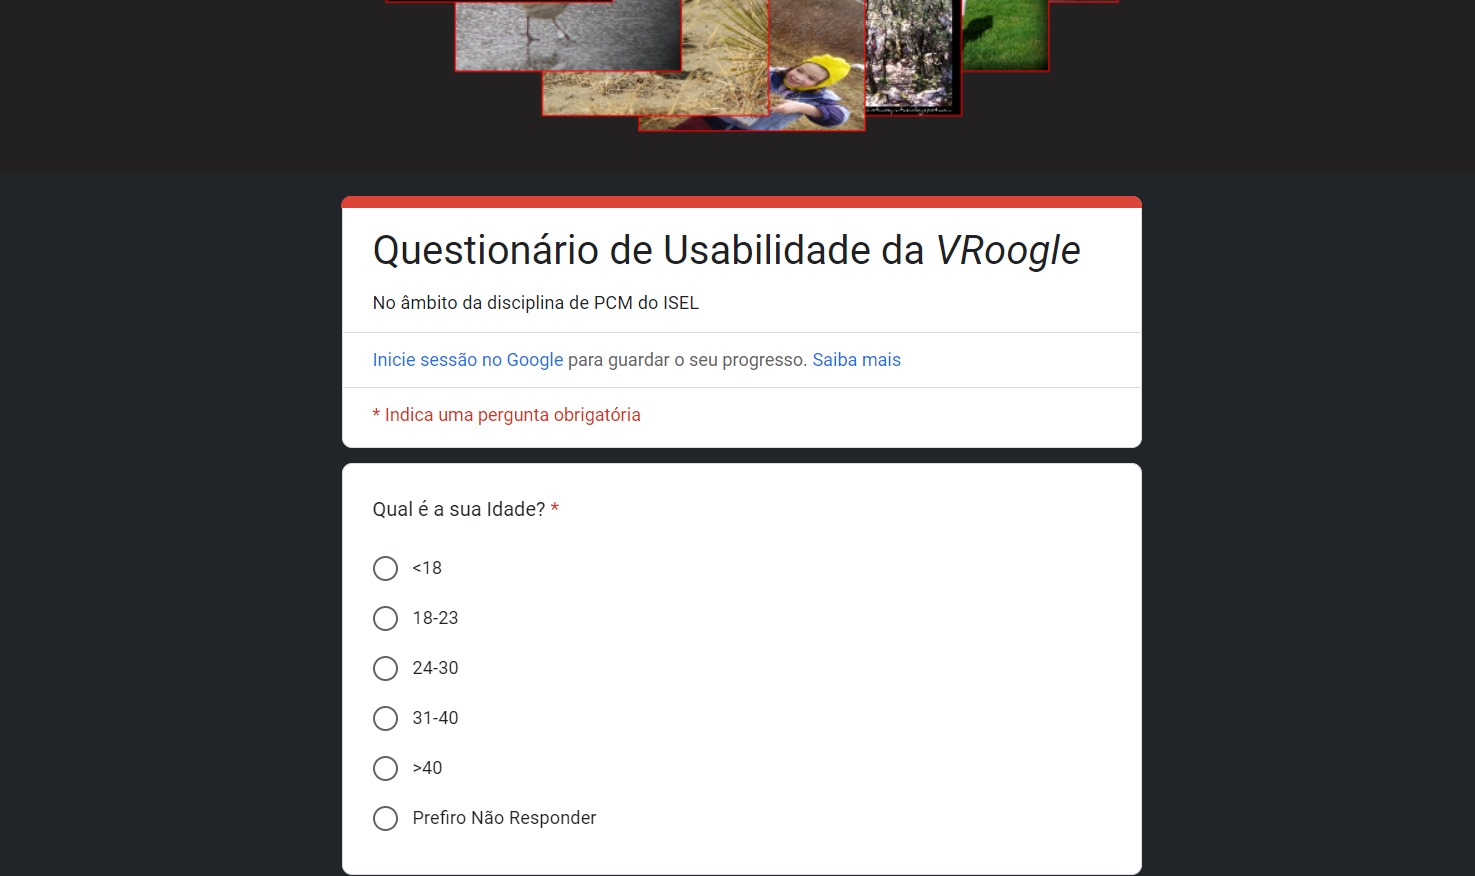 Questionário de Usabilidade da VRoogle
No âmbito da disciplina de PCM do ISEL
Inicie sessão no Google para guardar o seu progresso. Saiba mais
* Indica uma pergunta obrigatória
Qual é a sua Idade? *
<18
18-23
24-30
31-40
>40
Prefiro Não Responder